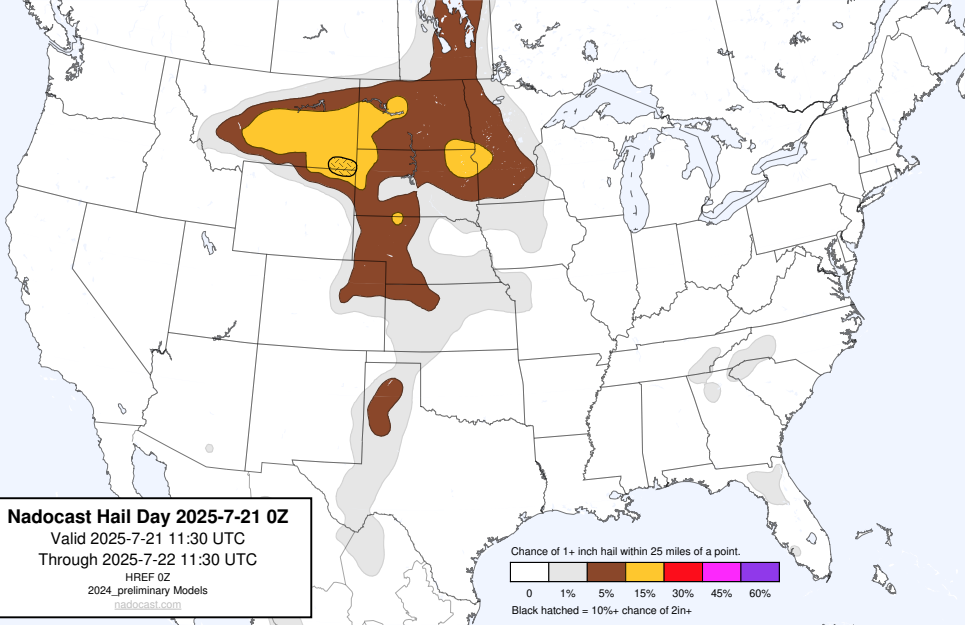 Nadocast Hail Day 2025-7-21 0Z
Valid 2025-7-21 11:30 UTC
Through 2025-7-22 11:30 UTC
HREF 0Z
2024_preliminary Models
nadocast.com
Chance of 1+ inch hail within 25 miles of a point.
0 1% 5% 15% 30% 45% 60%
Black hatched = 10%+ chance of 2in+